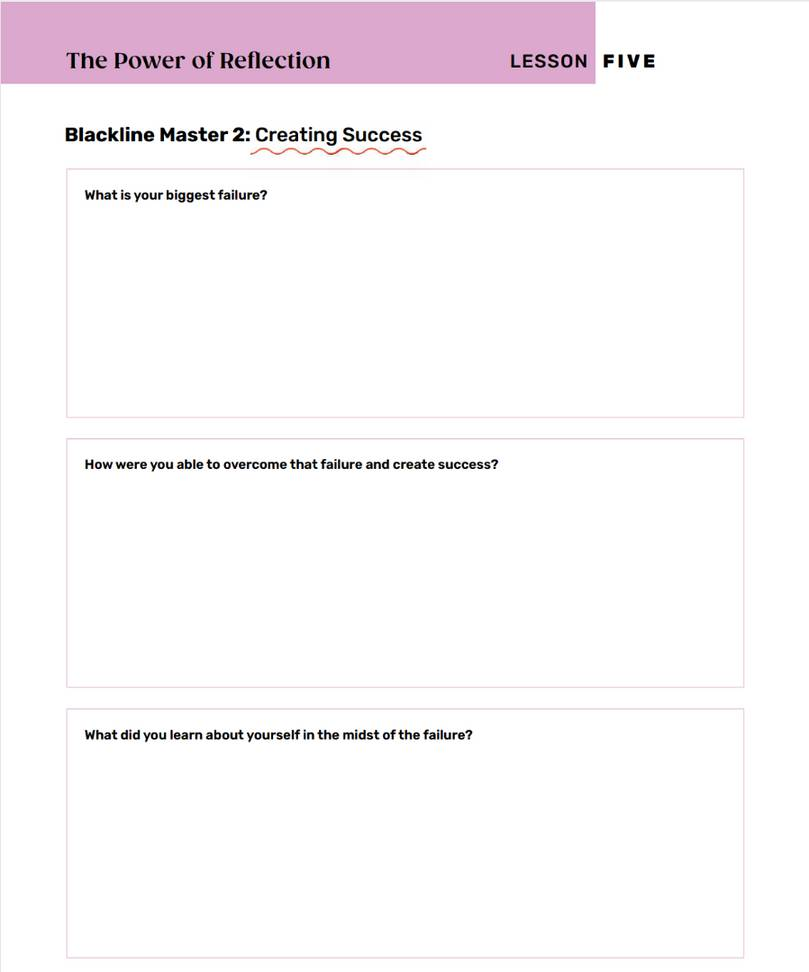 The Power of Reflection LESSON FIVE
Blackline Master 2: Creating Success
What is your biggest failure?
How were you able to overcome that failure and create success?
What did you learn about yourself in the midst of the failure?